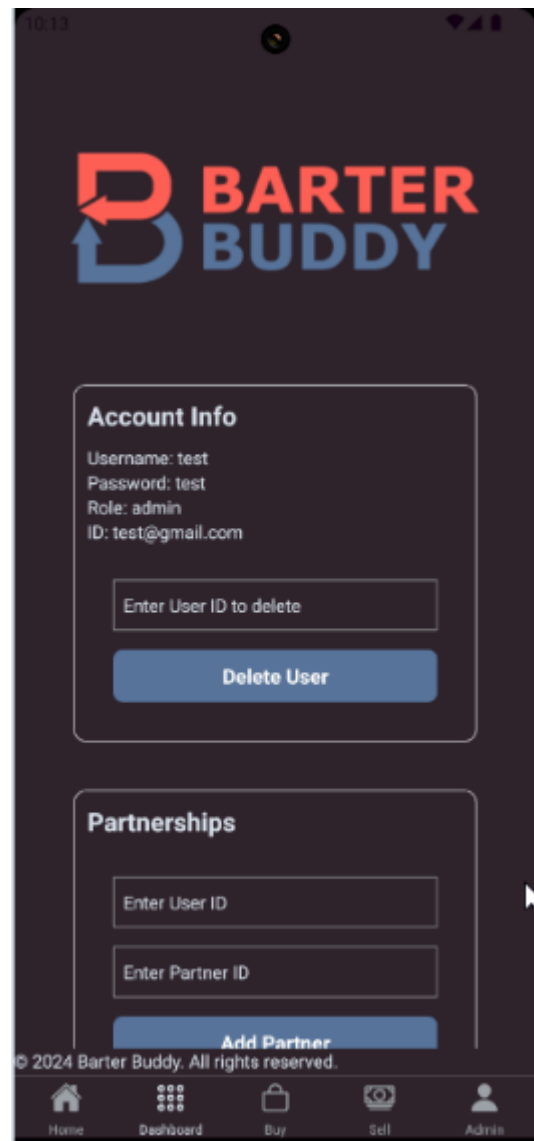 10:13
BARTER
BUDDY
Account Info
Username: test
Password: test
Role: admin
ID: test@gmail.com
Enter User ID to delete
Delete User
Partnerships
Enter User ID
Enter Partner ID
Add Partner
© 2024 Barter Buddy. All rights reserved.
Home Dashboard Buy Sell Admin